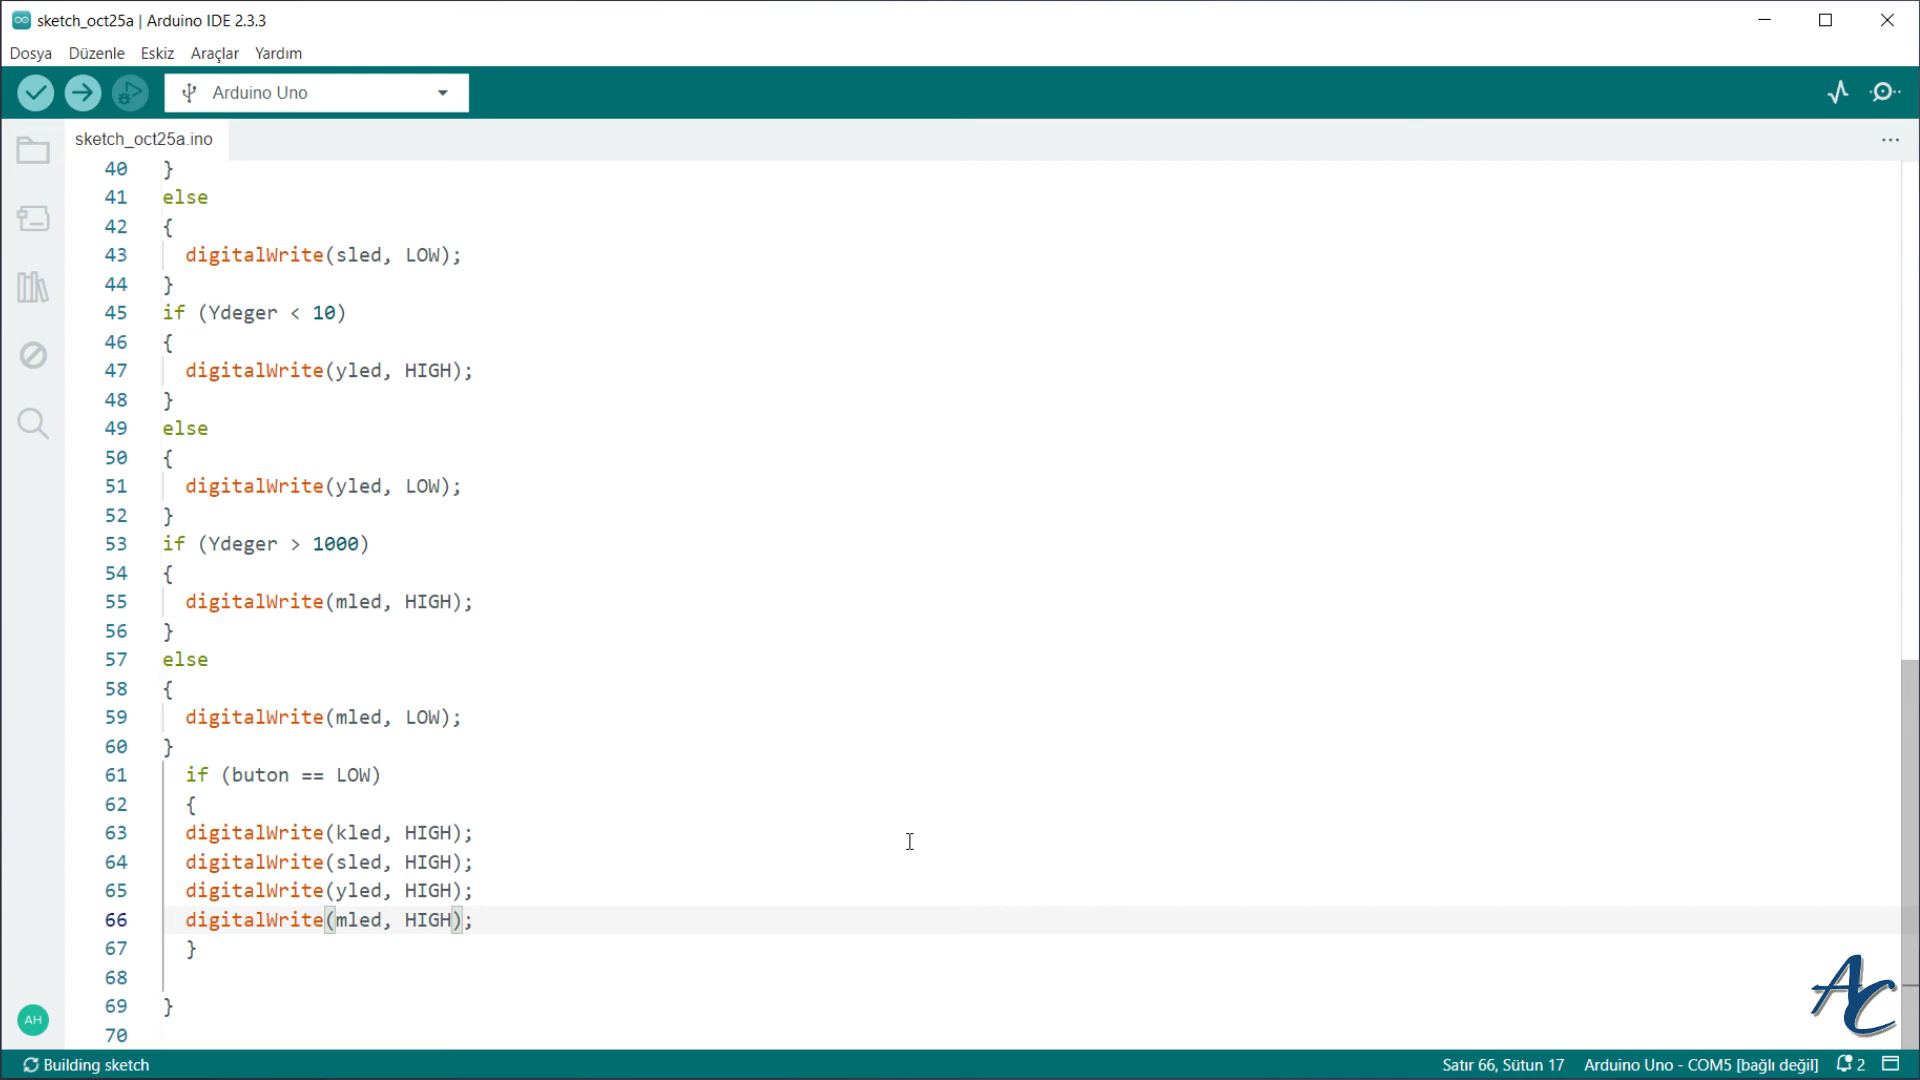 sketch_oct25a | Arduino IDE 2.3.3
Dosya Düzenle Eskiz Araçlar Yardım
Arduino Uno
sketch_oct25a.ino
40 }
41 else
42 {
43 digitalWrite(sled, LOW);
44 }
45 if (Ydeger < 10)
46 {
47 digitalWrite(yled, HIGH);
48 }
49 else
50 {
51 digitalWrite(yled, LOW);
52 }
53 if (Ydeger > 1000)
54 {
55 digitalWrite(mled, HIGH);
56 }
57 else
58 {
59 digitalWrite(mled, LOW);
60 }
61 if (buton == LOW)
62 {
63 digitalWrite(kled, HIGH);
64 digitalWrite(sled, HIGH);
65 digitalWrite(yled, HIGH);
66 digitalWrite(mled, HIGH);
67 }
68
69 }
70
AC
AH
Building sketch Satır 66, Sütun 17 Arduino Uno - COM5 [bağlı değil] 2